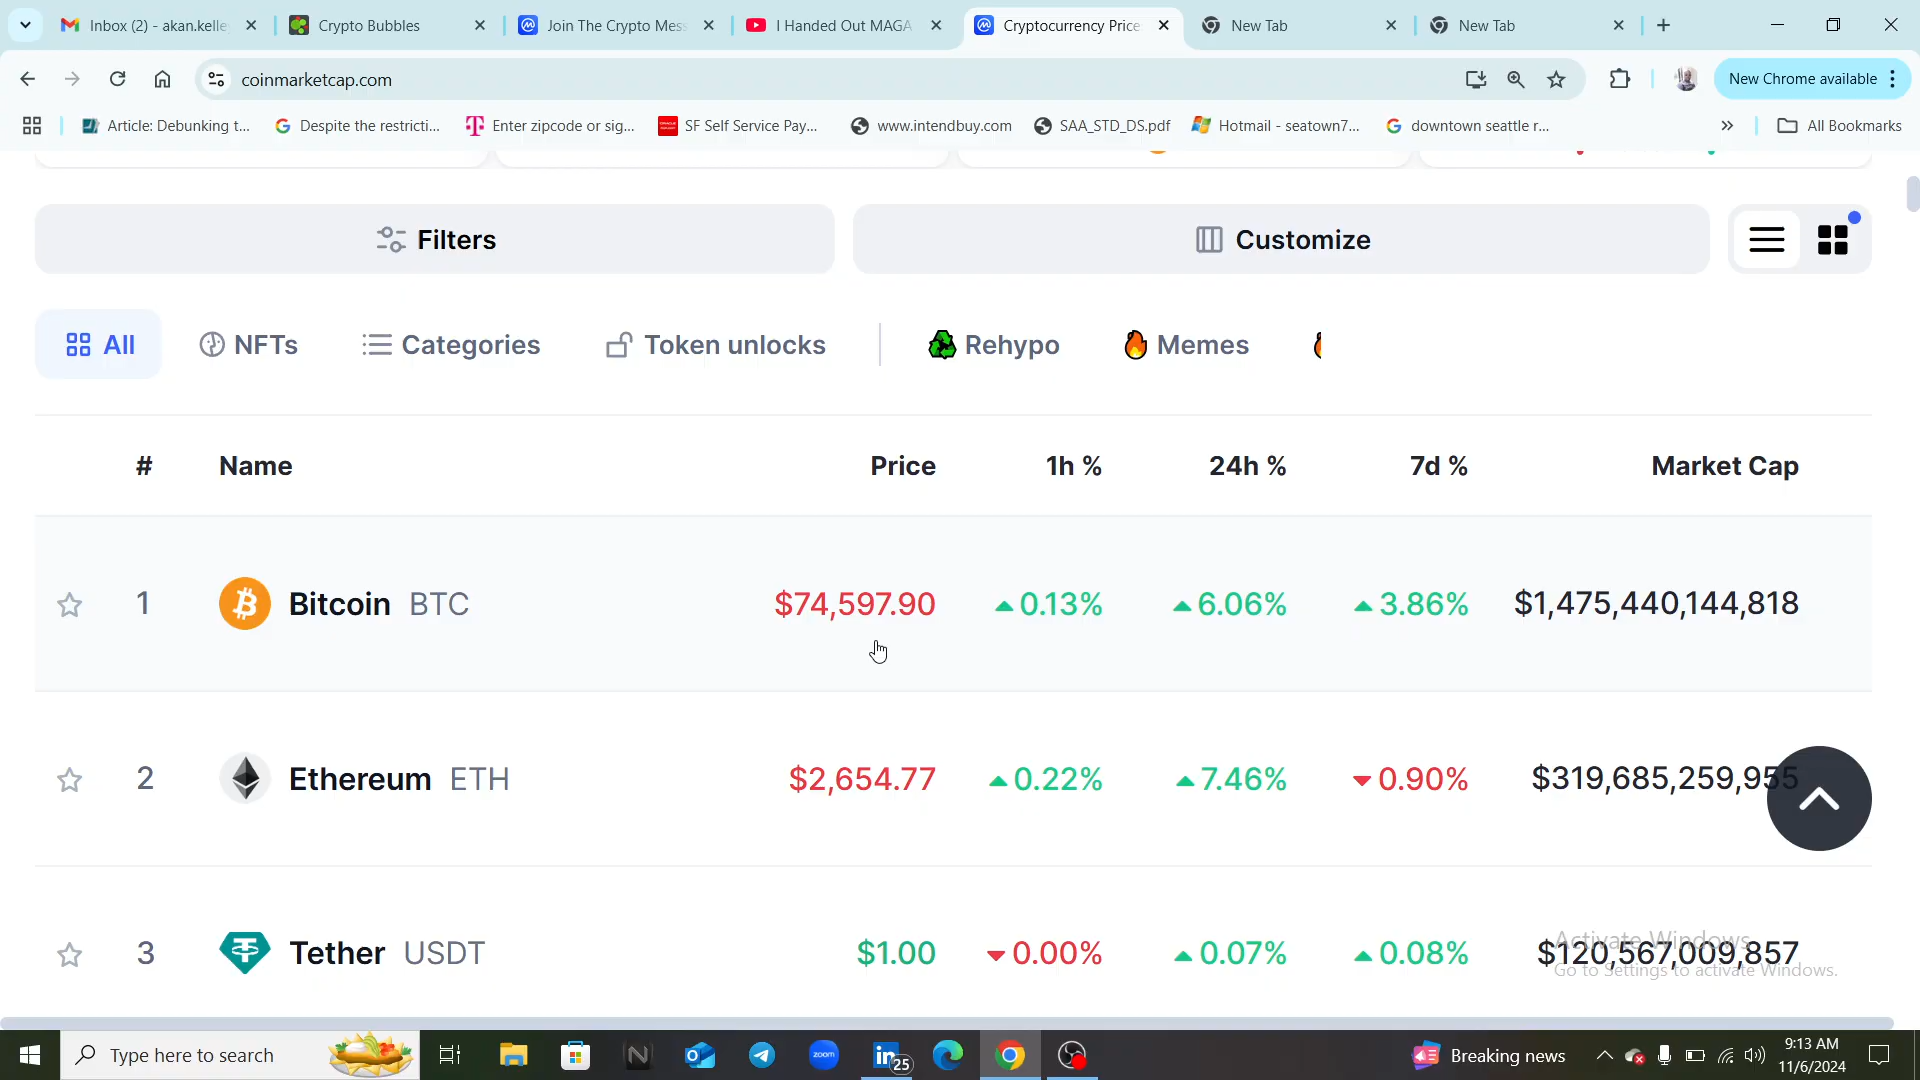 Inbox (2) - akan.kelle
Crypto Bubbles
Join The Crypto Mess
I Handed Out MAGA
Cryptocurrency Price
New Tab
New Tab
coinmarketcap.com
New Chrome available
Article: Debunking t...
Despite the restricti...
Enter zipcode or sig...
SF Self Service Pay...
www.intendbuy.com
SAA_STD_DS.pdf
Hotmail - seatown7...
downtown seattle r...
All Bookmarks
Filters
Customize
All
NFTs
Categories
Token unlocks
Rehypo
Memes
# Name Price 1h % 24h % 7d % Market Cap
1 Bitcoin BTC $74,597.90 0.13% 6.06% 3.86% $1,475,440,144,818
2 Ethereum ETH $2,654.77 0.22% 7.46% 0.90% $319,685,259,955
3 Tether USDT $1.00 0.00% 0.07% 0.08% $120,567,009,857
Activate Windows
Go to Settings to activate Windows.
Type here to search
zoom
25
Breaking news
9:13 AM
11/6/2024